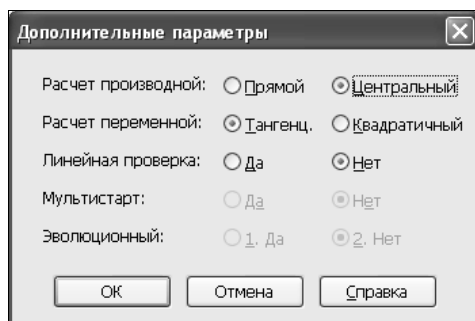 Дополнительные параметры
Расчет производной: Прямой Центральный
Расчет переменной: Тангенц. Квадратичный
Линейная проверка: Да Нет
Мультистарт: Да Нет
Эволюционный: 1. Да 2. Нет
ОК Отмена Справка